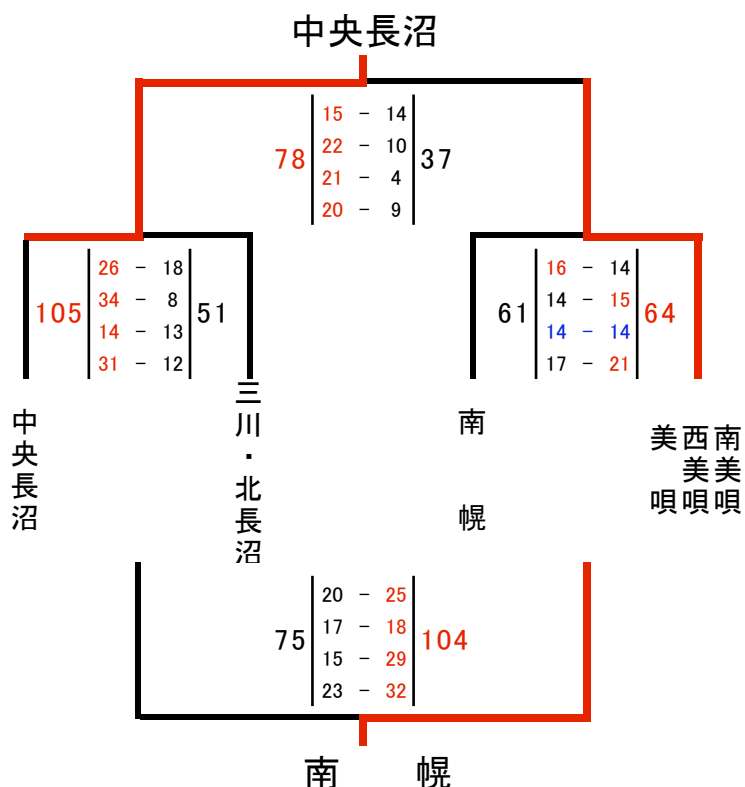 中央長沼
15 - 14
22 - 10
78 37
21 - 4
20 - 9
26 - 18
34 - 8
105 51
14 - 13
31 - 12
16 - 14
14 - 15
61 64
14 - 14
17 - 21
中央長沼
三川・北長沼
南 幌
美 唄
西美唄
南美唄
20 - 25
17 - 18
75 104
15 - 29
23 - 32
南 幌